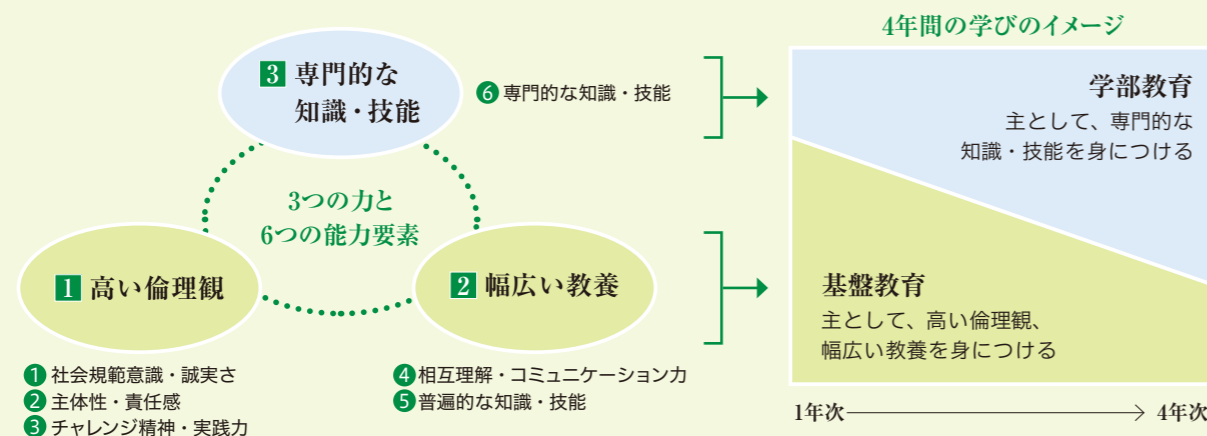 3 専門的な
知識・技能
6 専門的な知識・技能
3つの力と
6つの能力要素
1 高い倫理観
2 幅広い教養
1 社会規範意識・誠実さ
2 主体性・責任感
3 チャレンジ精神・実践力
4 相互理解・コミュニケーション力
5 普遍的な知識・技能
4年間の学びのイメージ
学部教育
主として、専門的な
知識・技能を身につける
基盤教育
主として、高い倫理観、
幅広い教養を身につける
1年次 4年次